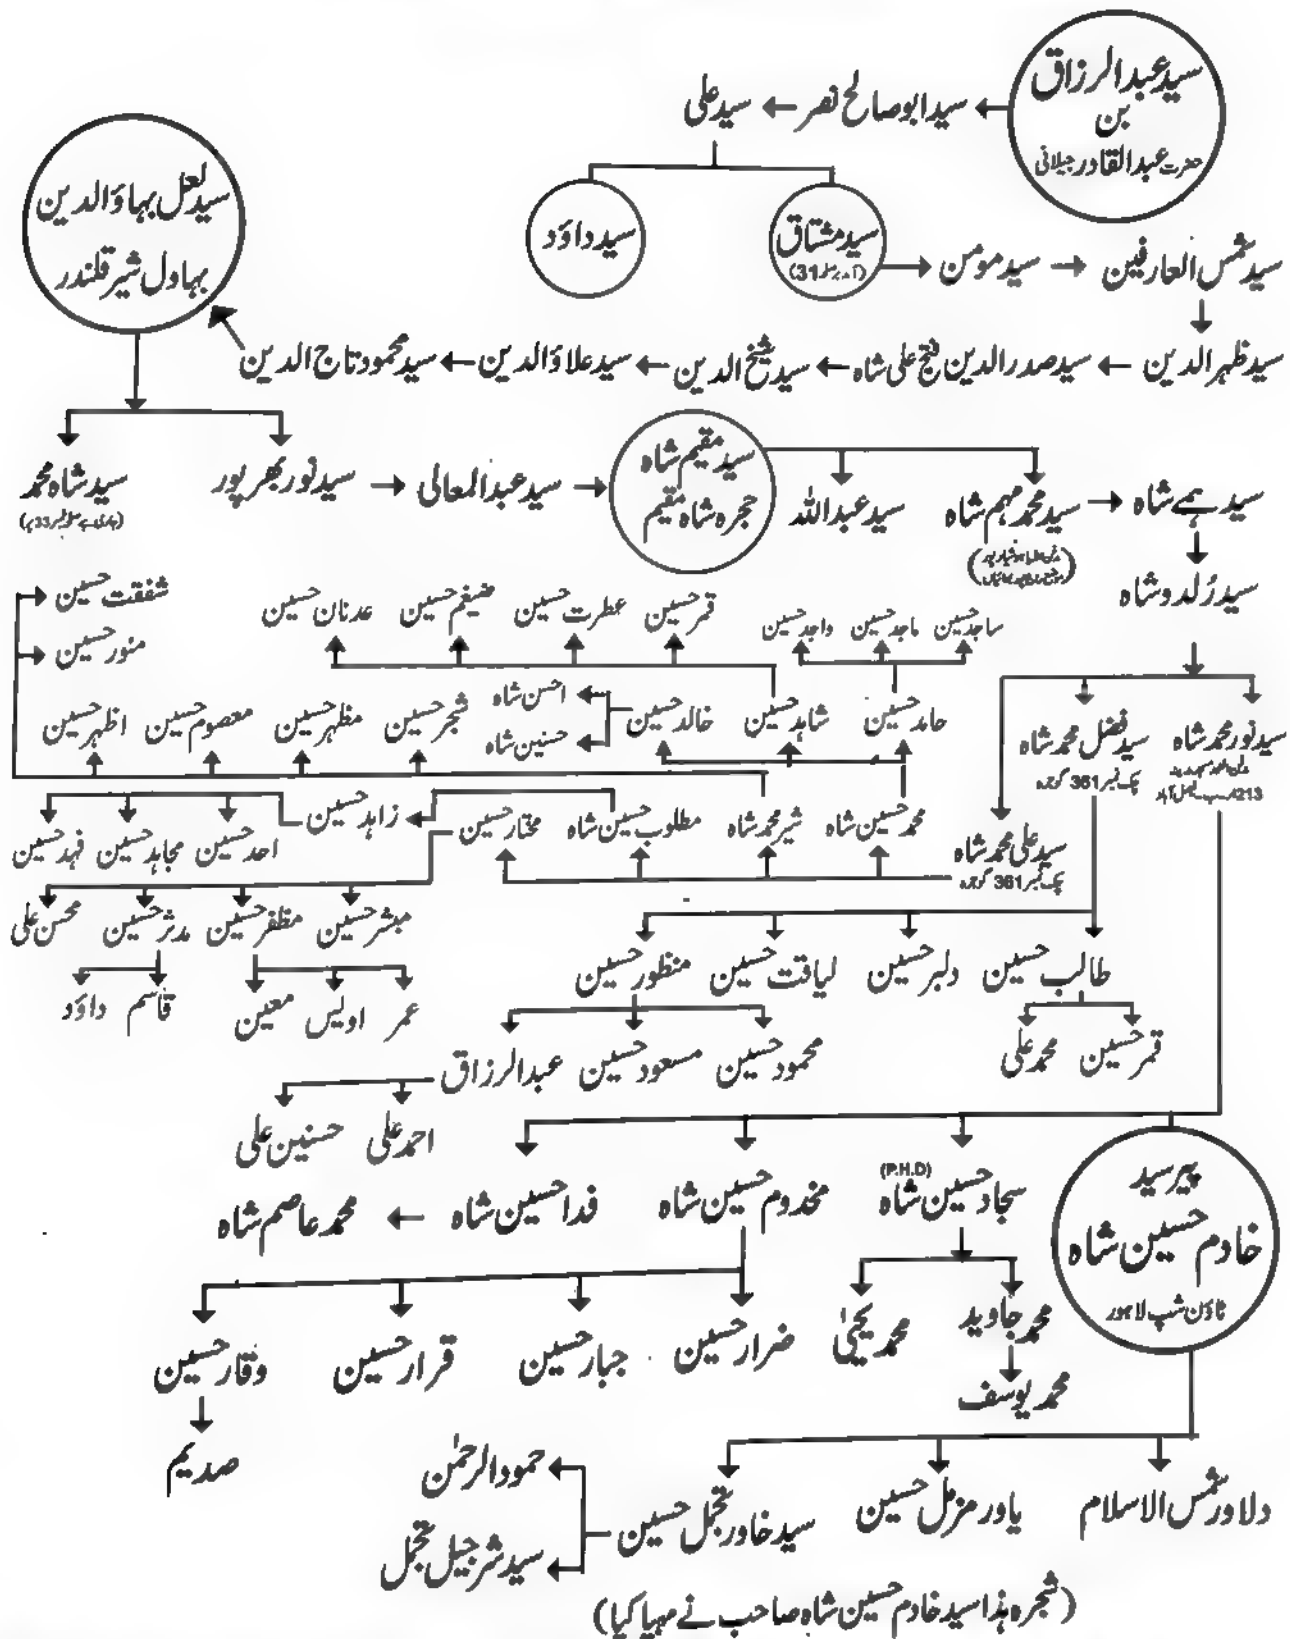 سید عبدالرزاق
بن
حضرت عبدالقادر جیلانی
سید ابو صالح نصر
سید علی
سید داؤد
سید مشتاق
سید لعل بہاؤالدین
بہاول شیر قلندر
سید مومن
سید شمس العارفین
سید ظہرالدین
سید صدرالدین فتح علی شاہ
سید شیخ الدین
سید علاؤالدین
سید محمود تاج الدین
سید شاہ محمد
سید نور بھرپور
سید عبدالمعالی
سید مقیم شاہ
حجرہ شاہ مقیم
سید عبداللہ
سید محمد مہم شاہ
سید ہے شاہ
سید رُلدو شاہ
شفقت حسین
منور حسین
عدنان حسین
ضیغم حسین
عطرت حسین
قمر حسین
واجد حسین
ماجد حسین
ساجد حسین
احسن شاہ
حسنین شاہ
خالد حسین
شاہد حسین
حامد حسین
سید فضل محمد شاہ
چک نمبر 361 گوجرہ
سید نور محمد شاہ
اظہر حسین
معصوم حسین
مظہر حسین
شجر حسین
زاہد حسین
مختار حسین
مطلوب حسین شاہ
شیر محمد شاہ
محمد حسین شاہ
سید علی محمد شاہ
چک نمبر 361 گوجرہ
فہد حسین
مجاہد حسین
احد حسین
محسن علی
مدثر حسین
مظفر حسین
مبشر حسین
داؤد
قاسم
معین
اویس
عمر
منظور حسین
لیاقت حسین
دلبر حسین
طالب حسین
عبدالرزاق
مسعود حسین
محمود حسین
محمد علی
قمر حسین
حسنین علی
احمد علی
محمد عاصم شاہ
فدا حسین شاہ
مخدوم حسین شاہ
(P.H.D)
سجاد حسین شاہ
پیر سید
خادم حسین شاہ
ٹاؤن شپ لاہور
وقار حسین
قرار حسین
جبار حسین
ضرار حسین
محمد یحییٰ
محمد جاوید
محمد یوسف
صدیم
حمود الرحمٰن
سید شرجیل تجمل
سید خاور تجمل حسین
یاور مزمل حسین
دلاور شمس الاسلام
(شجرہ ہذا سید خادم حسین شاہ صاحب نے مہیا کیا)